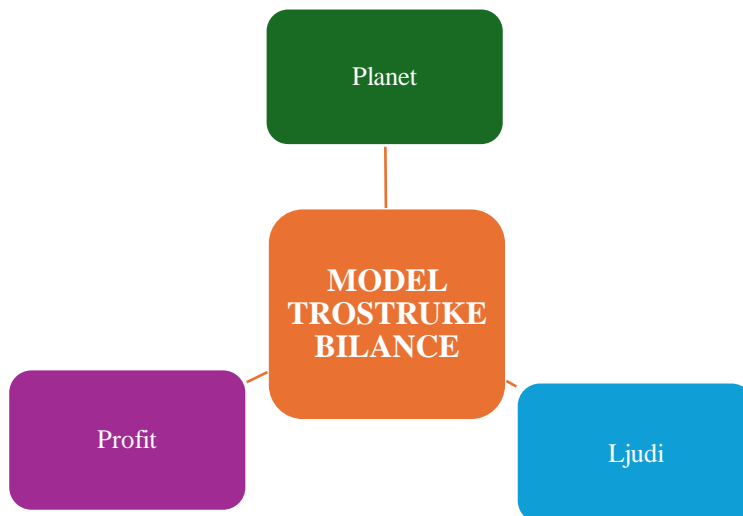 Planet
MODEL
TROSTRUKE
BILANCE
Profit
Ljudi